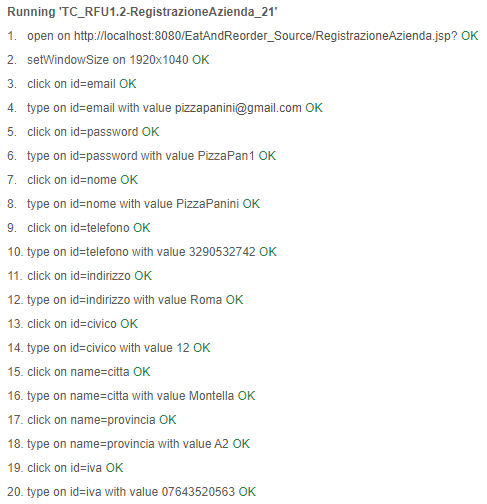 Running 'TC_RFU1.2-RegistrazioneAzienda_21'
1. open on http://localhost:8080/EatAndReorder_Source/RegistrazioneAzienda.jsp? OK
2. setWindowSize on 1920x1040 OK
3. click on id=email OK
4. type on id=email with value pizzapanini@gmail.com OK
5. click on id=password OK
6. type on id=password with value PizzaPan1 OK
7. click on id=nome OK
8. type on id=nome with value PizzaPanini OK
9. click on id=telefono OK
10. type on id=telefono with value 3290532742 OK
11. click on id=indirizzo OK
12. type on id=indirizzo with value Roma OK
13. click on id=civico OK
14. type on id=civico with value 12 OK
15. click on name=citta OK
16. type on name=citta with value Montella OK
17. click on name=provincia OK
18. type on name=provincia with value A2 OK
19. click on id=iva OK
20. type on id=iva with value 07643520563 OK